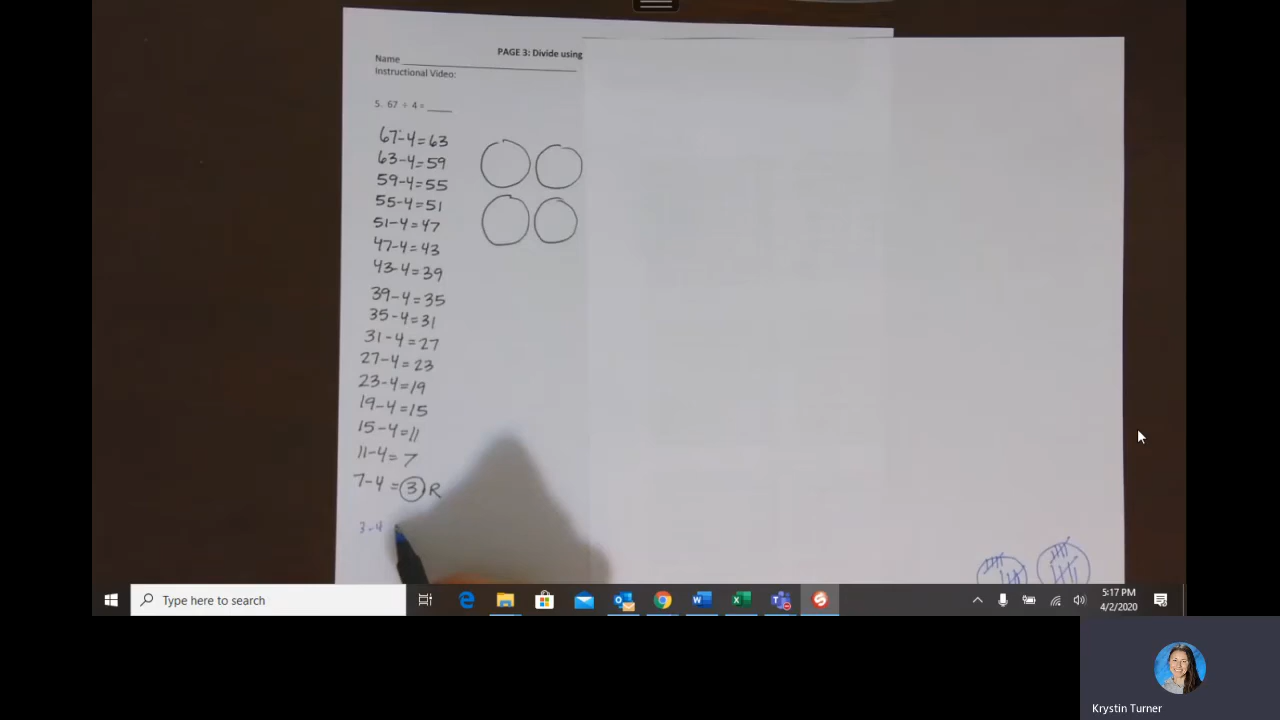 PAGE 3: Divide using
Name
Instructional Video:
5. 67 ÷ 4 = ____
67-4=63
63-4=59
59-4=55
55-4=51
51-4=47
47-4=43
43-4=39
39-4=35
35-4=31
31-4=27
27-4=23
23-4=19
19-4=15
15-4=11
11-4=7
7-4=3 R
3-4
Type here to search
5:17 PM
4/2/2020
Krystin Turner